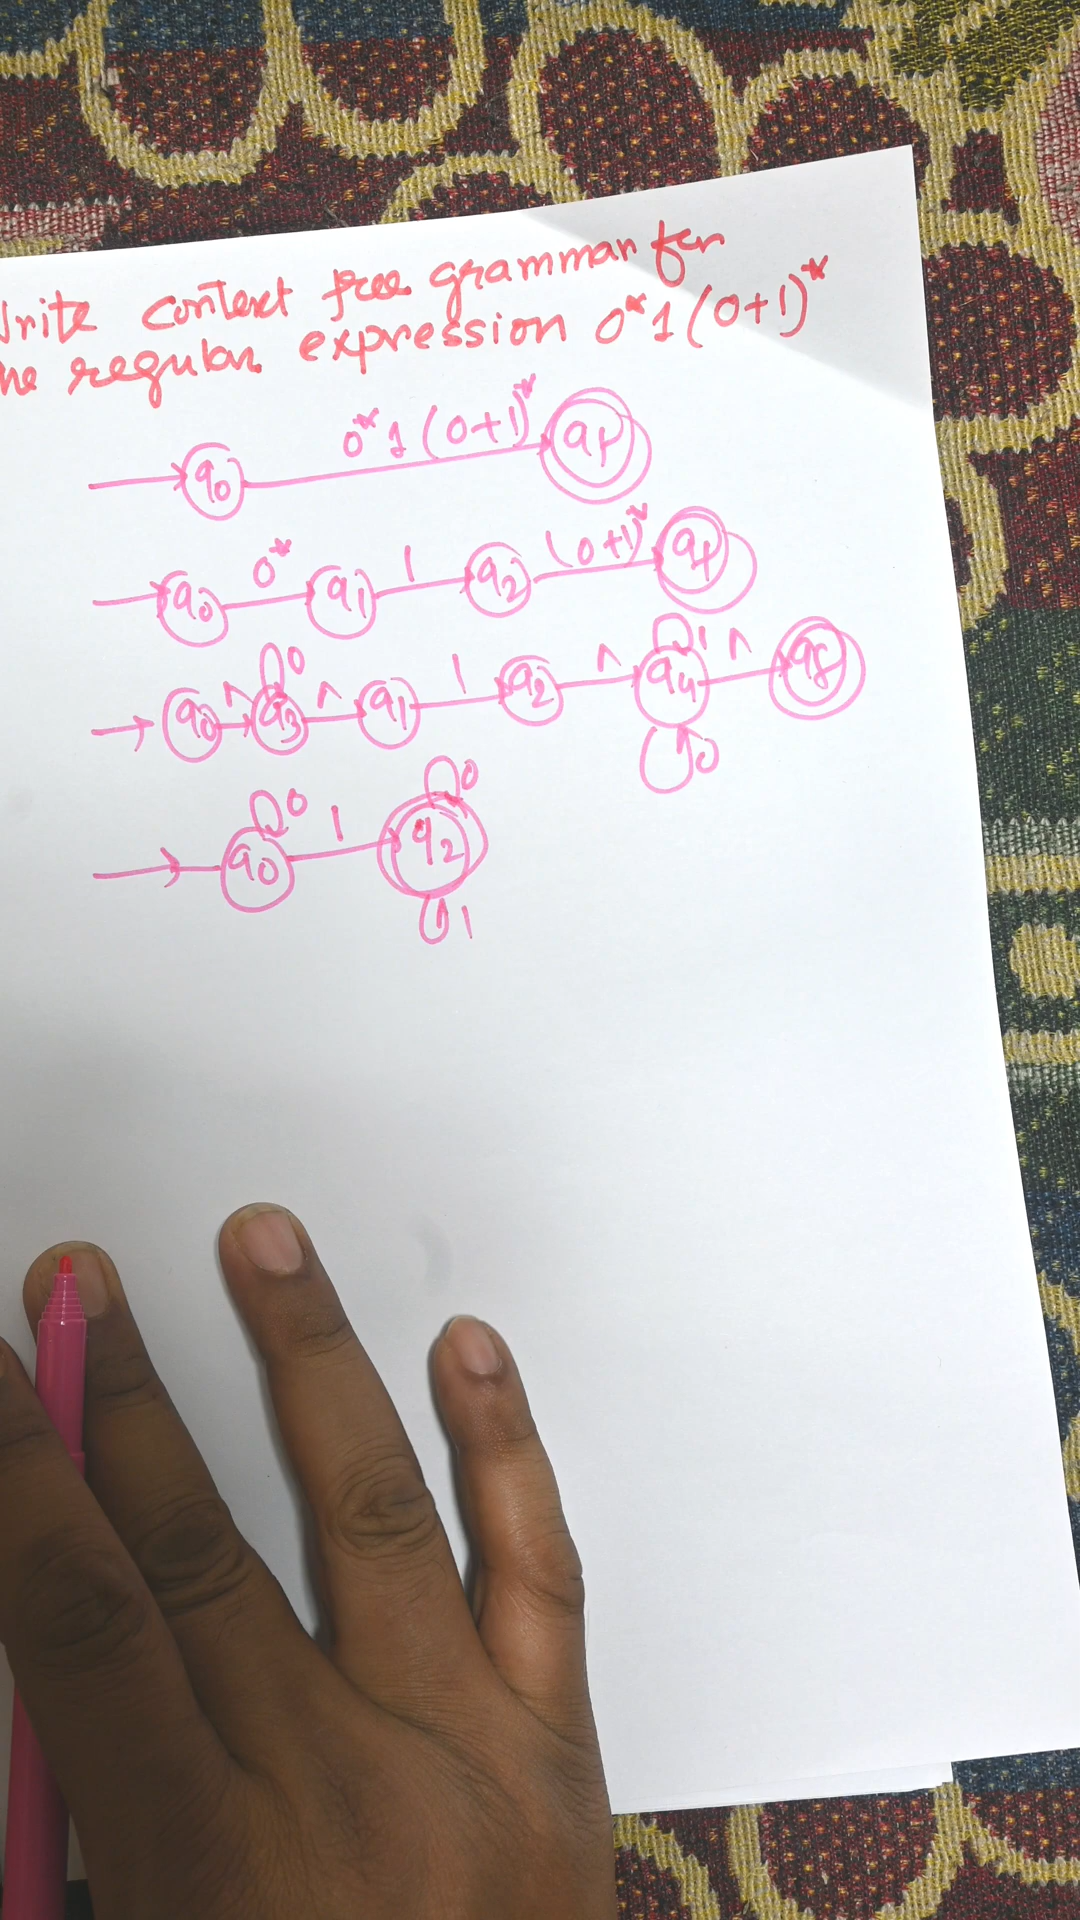 Write context free grammar for
the regular expression 0*1(0+1)*
q0 0*1(0+1)* qf
q0 0* q1 1 q2 (0+1)* qf
q0 ^ q3 0 ^ q1 1 q2 ^ q4 1 0 ^ qf
q0 0 1 q2 0 1